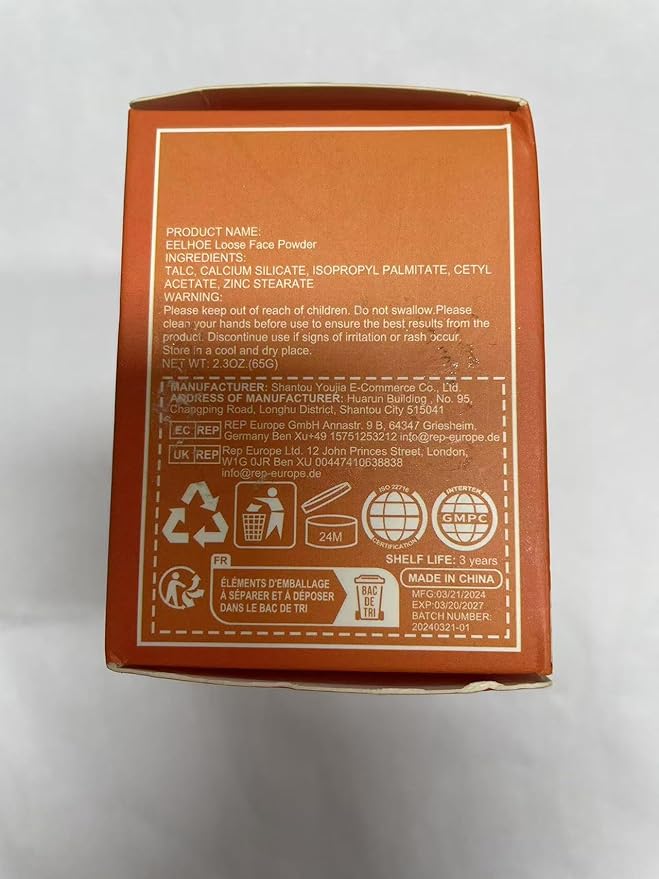 PRODUCT NAME:
EELHOE Loose Face Powder
INGREDIENTS:
TALC, CALCIUM SILICATE, ISOPROPYL PALMITATE, CETYL
ACETATE, ZINC STEARATE
WARNING:
Please keep out of reach of children. Do not swallow.Please
clean your hands before use to ensure the best results from the
product. Discontinue use if signs of irritation or rash occur.
Store in a cool and dry place.
NET WT: 2.3OZ.(65G)
MANUFACTURER: Shantou Youjia E-Commerce Co., Ltd.
ARDRESS OF MANUFACTURER: Huarun Building , No. 95,
Changping Road, Longhu District, Shantou City 515041
EC REP REP Europe GmbH Annastr. 9 B, 64347 Griesheim.
Germany Ben Xu+49 15751253212 info@rep-europe.de
UK REP Rep Europe Ltd. 12 John Princes Street, London,
W1G 0JR Ben XU 00447410638838
info@rep-europe.de
24M
ISO 22716
CERTIFICATION
INTERTEK
GMPC
SHELF LIFE: 3 years
FR
ÉLÉMENTS D'EMBALLAGE
À SÉPARER ET À DÉPOSER
DANS LE BAC DE TRI
BAC
DE
TRI
MADE IN CHINA
MFG:03/21/2024
EXP:03/20/2027
BATCH NUMBER:
20240321-01